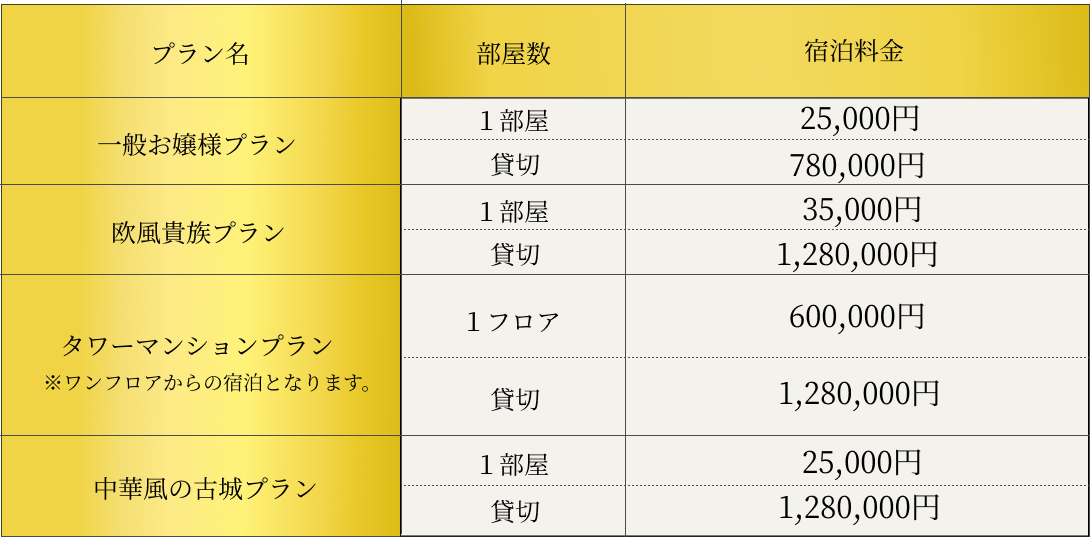 プラン名 部屋数 宿泊料金
一般お嬢様プラン
１部屋 25,000円
貸切 780,000円
欧風貴族プラン
１部屋 35,000円
貸切 1,280,000円
タワーマンションプラン
※ワンフロアからの宿泊となります。
１フロア 600,000円
貸切 1,280,000円
中華風の古城プラン
１部屋 25,000円
貸切 1,280,000円